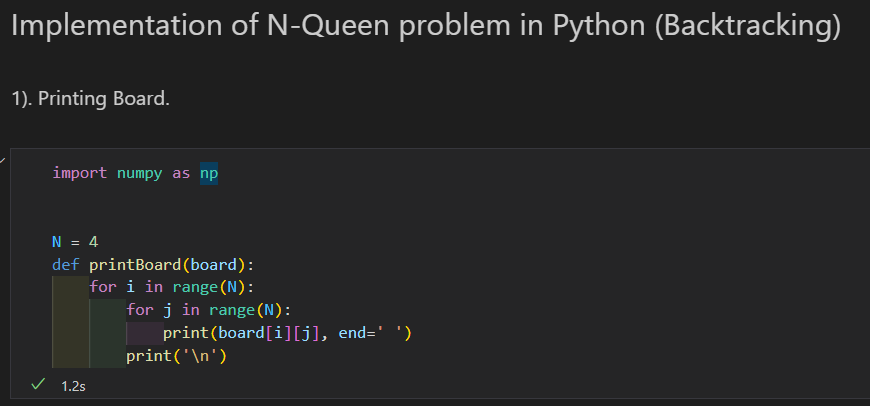 Implementation of N-Queen problem in Python (Backtracking)
1). Printing Board.
import numpy as np
N = 4
def printBoard(board):
for i in range(N):
for j in range(N):
print(board[i][j], end=' ')
print('\n')
1.2s